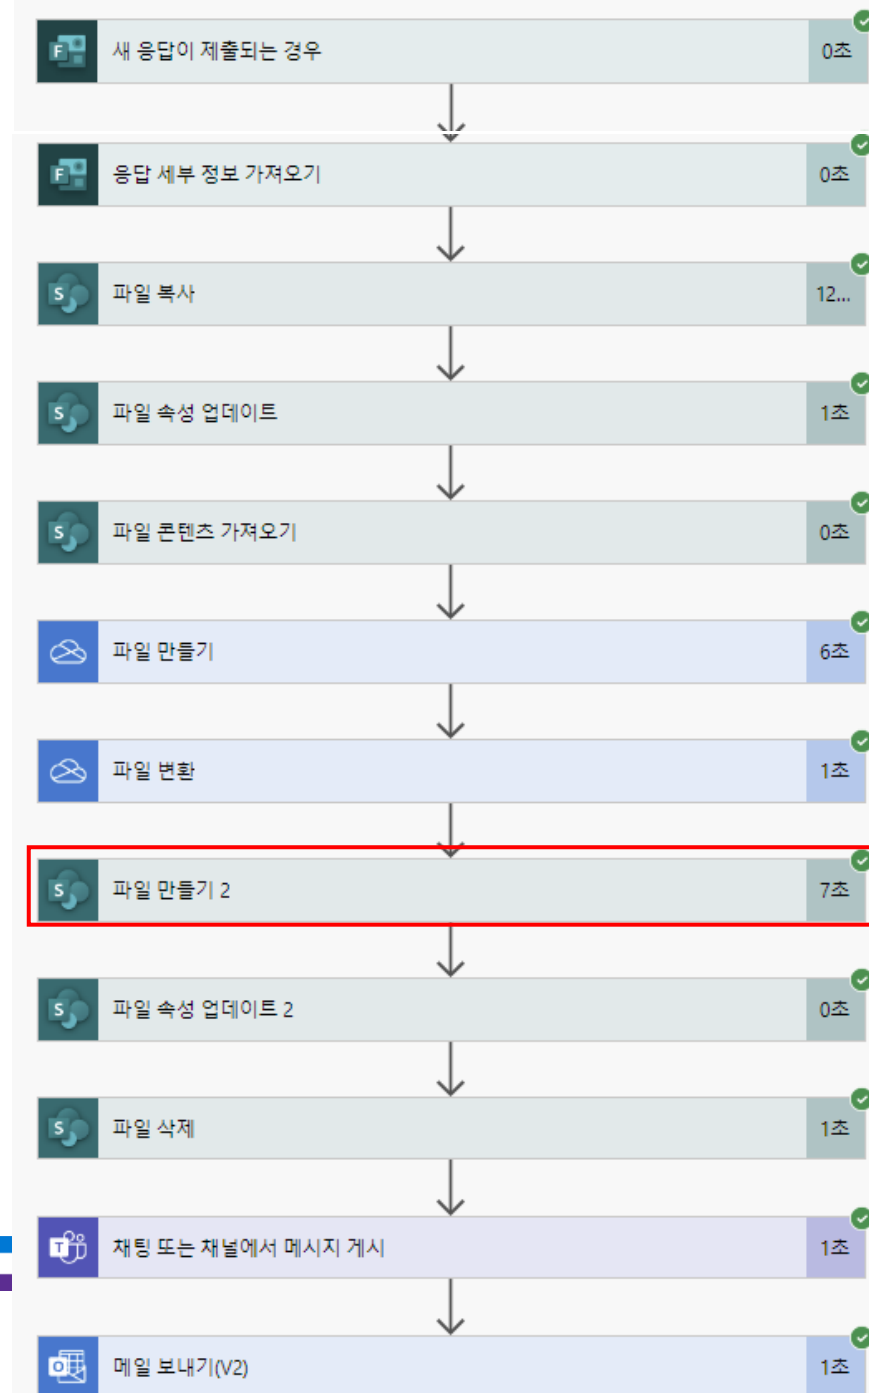 새 응답이 제출되는 경우
0초
응답 세부 정보 가져오기
0초
파일 복사
12...
파일 속성 업데이트
1초
파일 콘텐츠 가져오기
0초
파일 만들기
6초
파일 변환
1초
파일 만들기 2
7초
파일 속성 업데이트 2
0초
파일 삭제
1초
채팅 또는 채널에서 메시지 게시
1초
메일 보내기(V2)
1초